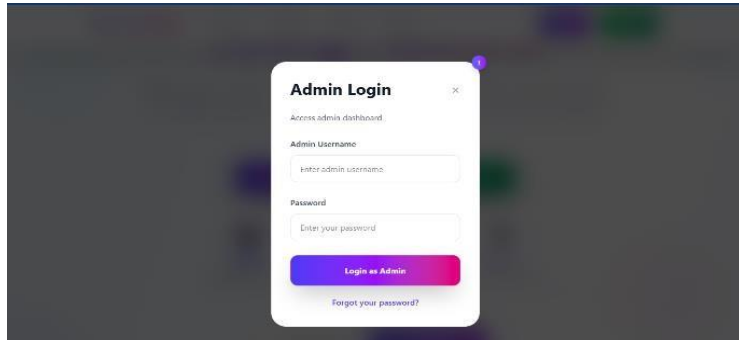 Admin Login
×
Access admin dashboard
Admin Username
Enter admin username
Password
Enter your password
Login as Admin
Forgot your password?